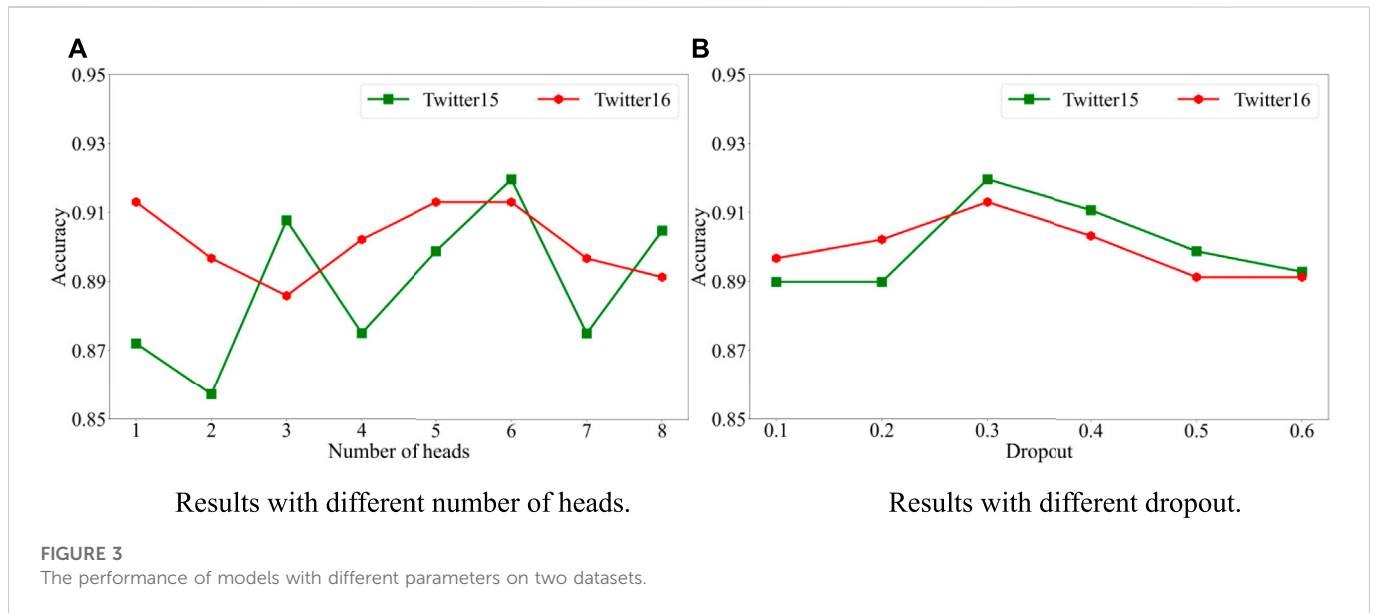 A
0.95
0.93
0.91
0.89
0.87
0.85
Accuracy
Twitter15 Twitter16
1 2 3 4 5 6 7 8
Number of heads
Results with different number of heads.
B
0.95
0.93
0.91
0.89
0.87
0.85
Accuracy
Twitter15 Twitter16
0.1 0.2 0.3 0.4 0.5 0.6
Dropout
Results with different dropout.
FIGURE 3
The performance of models with different parameters on two datasets.